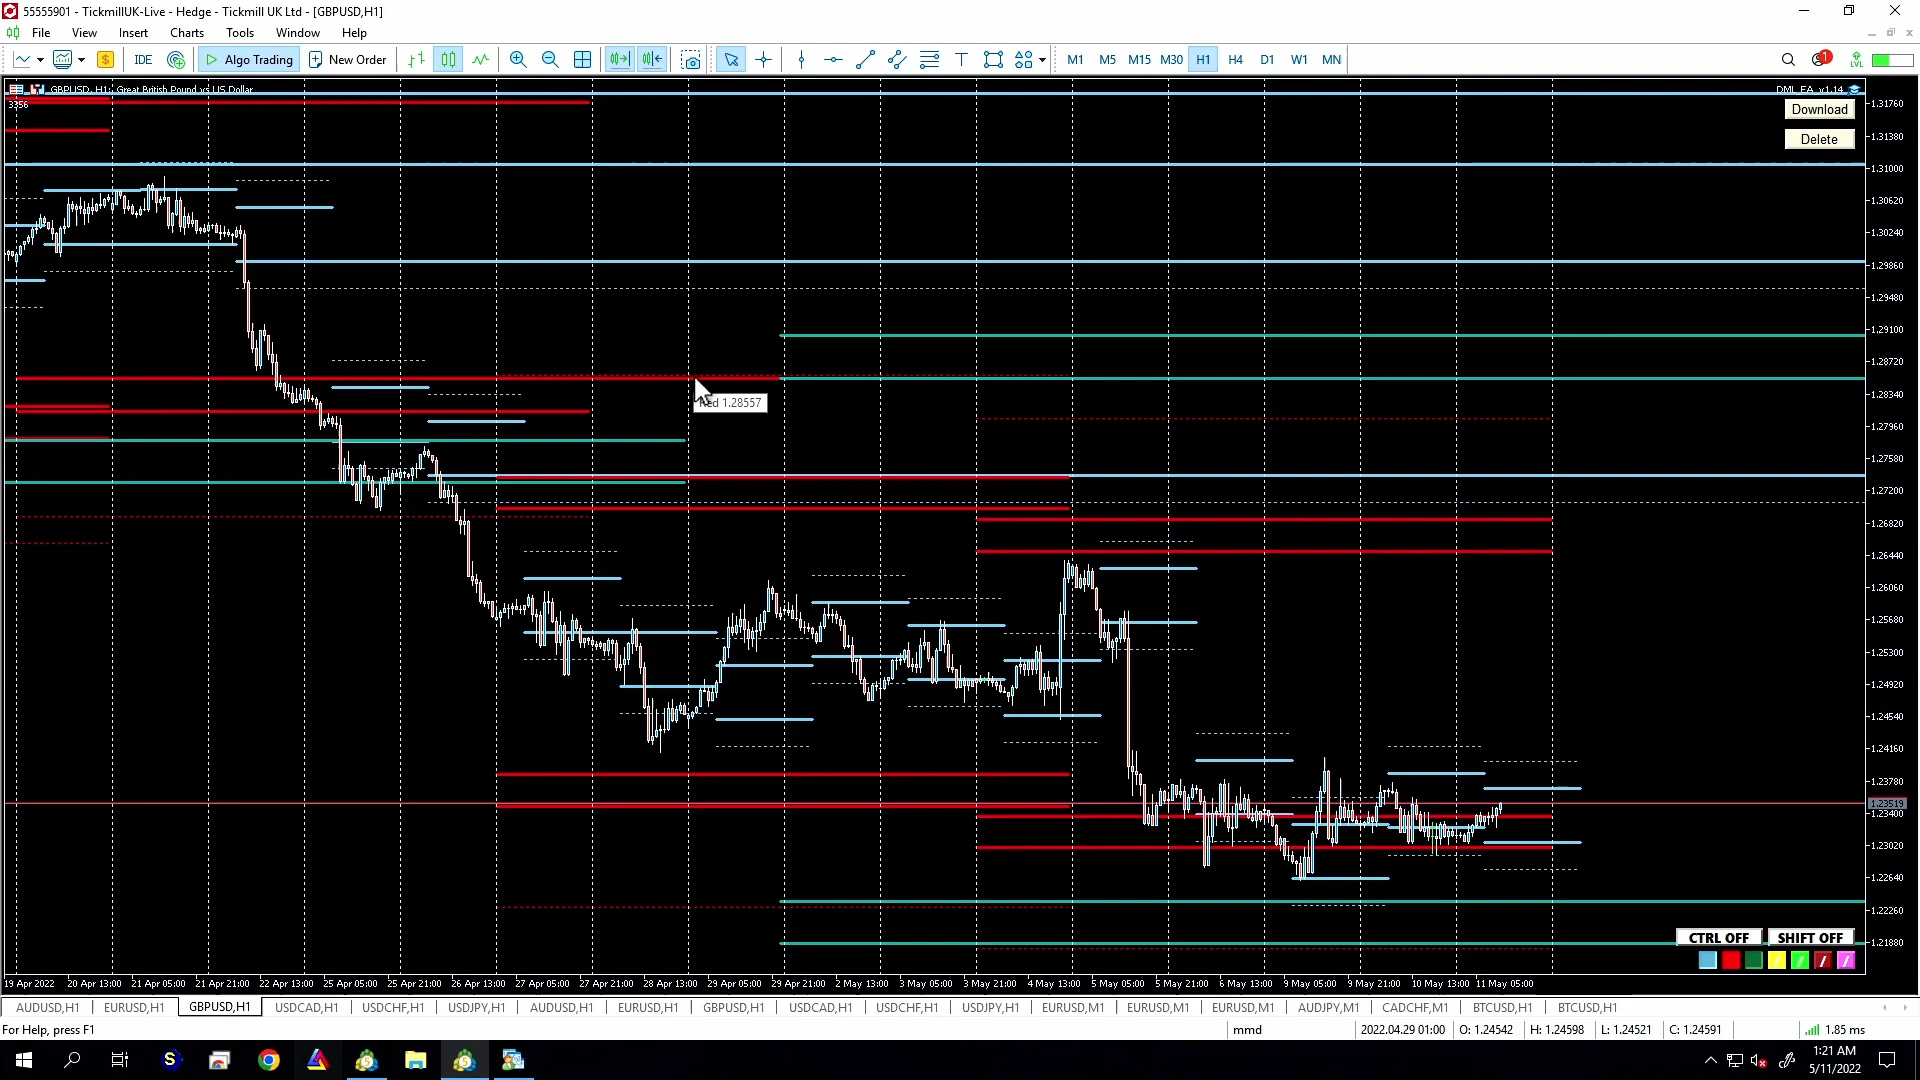 55555901 - TickmillUK-Live - Hedge - Tickmill UK Ltd - [GBPUSD,H1]
File View Insert Charts Tools Window Help
IDE Algo Trading New Order M1 M5 M15 M30 H1 H4 D1 W1 MN 1 LVL
GBPUSD, H1: Great British Pound vs US Dollar DML_EA_v1.14
3356
Download
Delete
1.31760
1.31380
1.31000
1.30620
1.30240
1.29860
1.29480
1.29100
1.28720
1.28340
1.27960
1.27580
1.27200
1.26820
1.26440
1.26060
1.25680
1.25300
1.24920
1.24540
1.24160
1.23780
1.23513
1.23400
1.23020
1.22640
1.22260
1.21880
Red 1.28557
CTRL OFF SHIFT OFF
19 Apr 2022 20 Apr 13:00 21 Apr 05:00 21 Apr 21:00 22 Apr 13:00 25 Apr 05:00 25 Apr 21:00 26 Apr 13:00 27 Apr 05:00 27 Apr 21:00 28 Apr 13:00 29 Apr 05:00 29 Apr 21:00 2 May 13:00 3 May 05:00 3 May 21:00 4 May 13:00 5 May 05:00 5 May 21:00 6 May 13:00 9 May 05:00 9 May 21:00 10 May 13:00 11 May 05:00
AUDUSD,H1 EURUSD,H1 GBPUSD,H1 USDCAD,H1 USDCHF,H1 USDJPY,H1 AUDUSD,H1 EURUSD,H1 GBPUSD,H1 USDCAD,H1 USDCHF,H1 USDJPY,H1 EURUSD,M1 EURUSD,M1 EURUSD,M1 AUDJPY,M1 CADCHF,M1 BTCUSD,H1 BTCUSD,H1
For Help, press F1 mmd 2022.04.29 01:00 O: 1.24542 H: 1.24598 L: 1.24521 C: 1.24591 1.85 ms
1:21 AM
5/11/2022